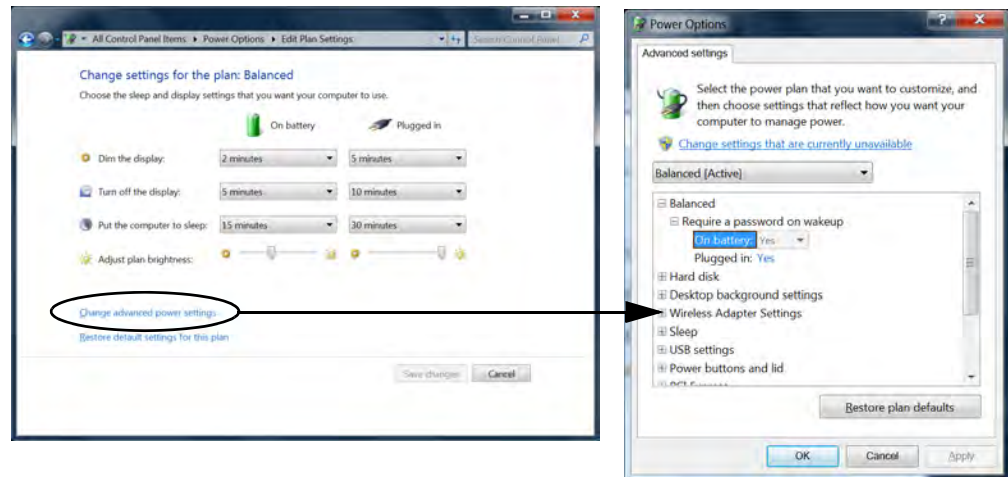 All Control Panel Items Power Options Edit Plan Settings
Search Control Panel
Change settings for the plan: Balanced
Choose the sleep and display settings that you want your computer to use.
On battery Plugged in
Dim the display: 2 minutes 5 minutes
Turn off the display: 5 minutes 10 minutes
Put the computer to sleep: 15 minutes 30 minutes
Adjust plan brightness:
Change advanced power settings
Restore default settings for this plan
Save changes Cancel
Power Options
Advanced settings
Select the power plan that you want to customize, and
then choose settings that reflect how you want your
computer to manage power.
Change settings that are currently unavailable
Balanced [Active]
Balanced
Require a password on wakeup
On battery: Yes
Plugged in: Yes
Hard disk
Desktop background settings
Wireless Adapter Settings
Sleep
USB settings
Power buttons and lid
Restore plan defaults
OK Cancel Apply